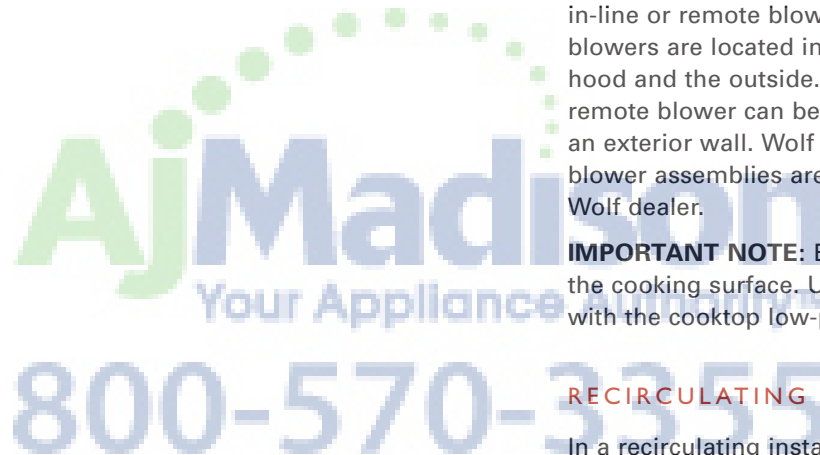 in-line or remote blow
blowers are located in
hood and the outside.
remote blower can be
an exterior wall. Wolf
blower assemblies are
Wolf dealer.
IMPORTANT NOTE: E
the cooking surface. U
with the cooktop low-p
RECIRCULATING
In a recirculating insta
AjMadison
Your Appliance Authority™
800-570-3355